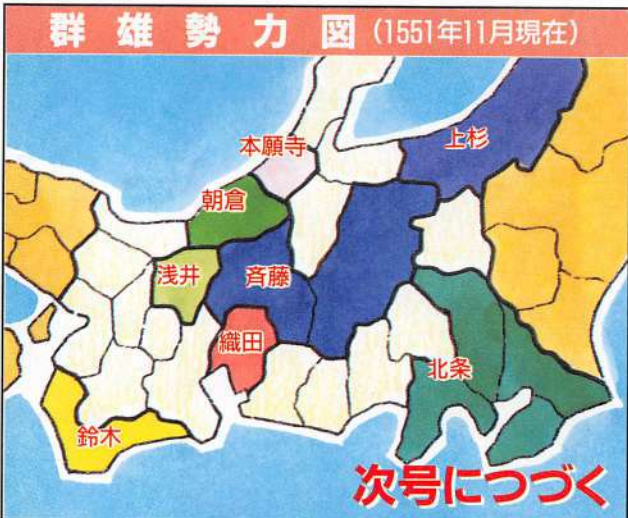 群雄勢力図(1551年11月現在)
本願寺
上杉
朝倉
浅井
斉藤
織田
北条
鈴木
次号につづく